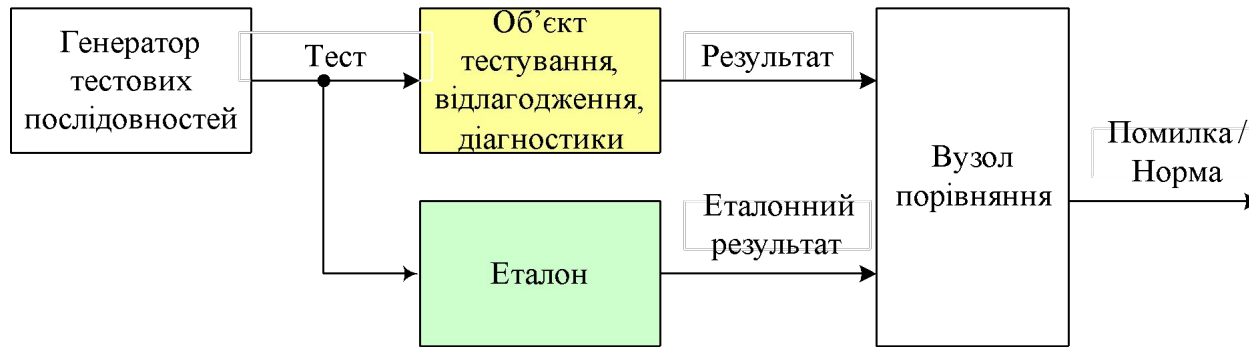 Генератор
тестових
послідовностей
Тест
Об’єкт
тестування,
відлагодження,
діагностики
Результат
Еталон
Еталонний
результат
Вузол
порівняння
Помилка /
Норма